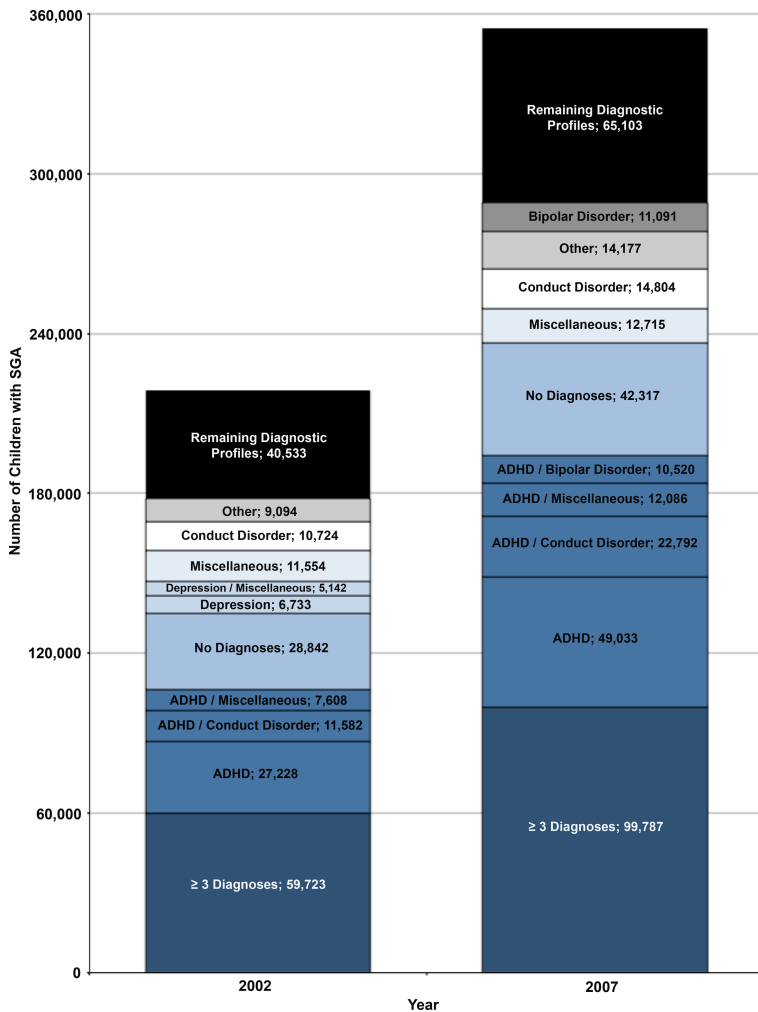 360,000
300,000
240,000
180,000
120,000
60,000
0
Number of Children with SGA
Remaining Diagnostic
Profiles; 40,533
Other; 9,094
Conduct Disorder; 10,724
Miscellaneous; 11,554
Depression / Miscellaneous; 5,142
Depression; 6,733
No Diagnoses; 28,842
ADHD / Miscellaneous; 7,608
ADHD / Conduct Disorder; 11,582
ADHD; 27,228
≥ 3 Diagnoses; 59,723
Remaining Diagnostic
Profiles; 65,103
Bipolar Disorder; 11,091
Other; 14,177
Conduct Disorder; 14,804
Miscellaneous; 12,715
No Diagnoses; 42,317
ADHD / Bipolar Disorder; 10,520
ADHD / Miscellaneous; 12,086
ADHD / Conduct Disorder; 22,792
ADHD; 49,033
≥ 3 Diagnoses; 99,787
2002
2007
Year